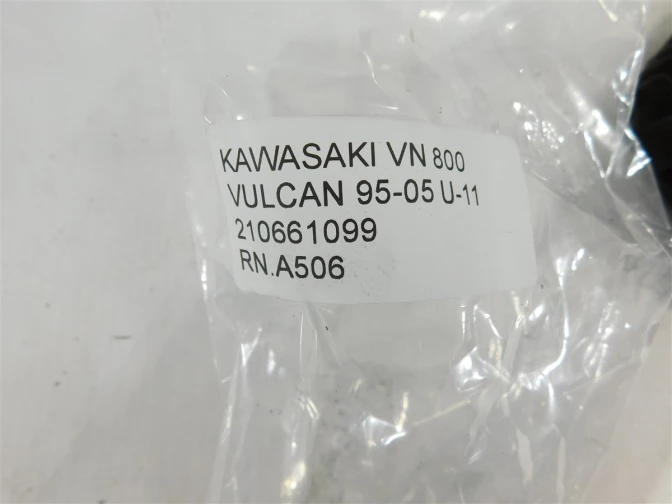 KAWASAKI VN 800
VULCAN 95-05 U-11
210661099
RN.A506